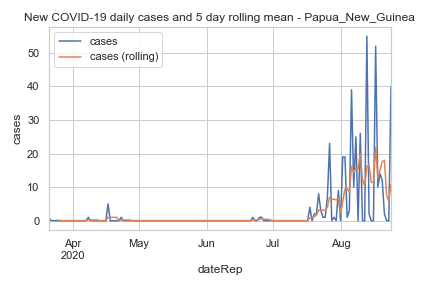 New COVID-19 daily cases and 5 day rolling mean - Papua_New_Guinea
cases
cases (rolling)
50
40
30
20
10
0
cases
Apr
2020
May
Jun
Jul
Aug
dateRep